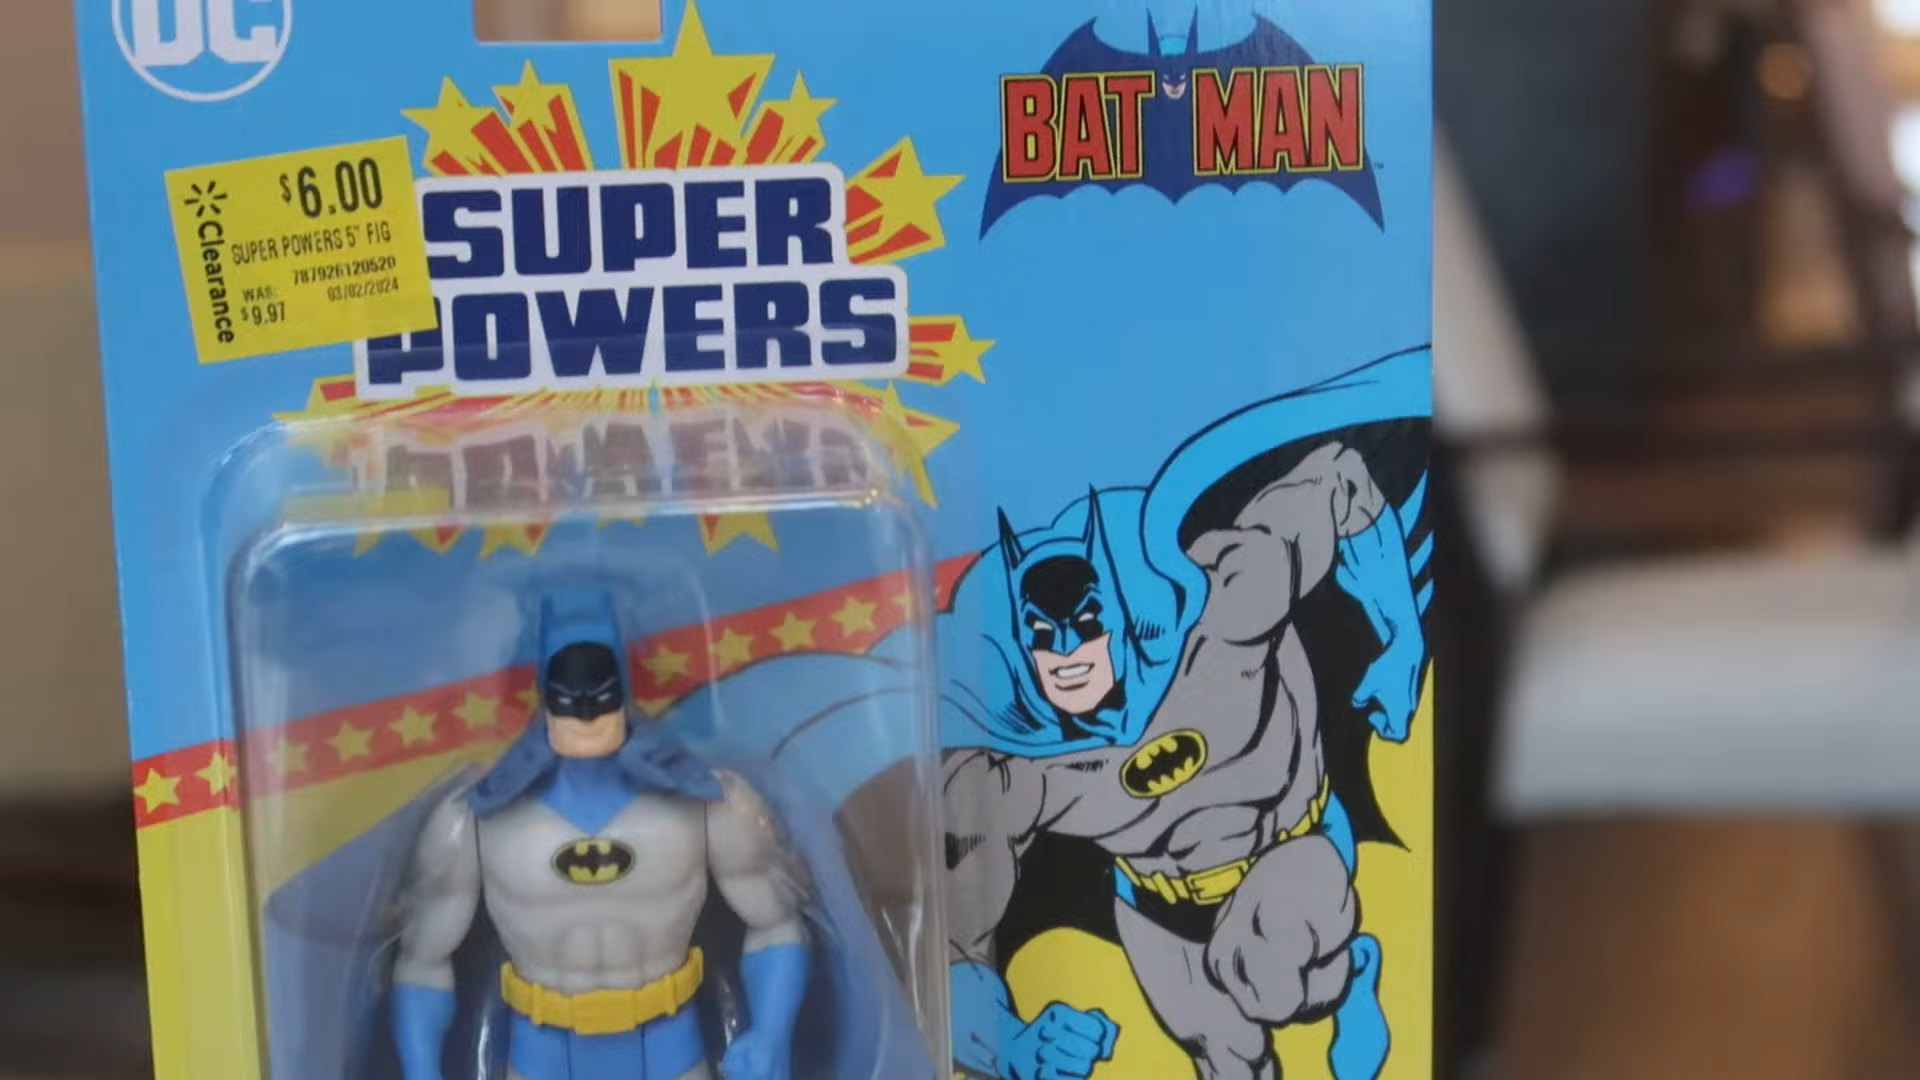 DC
BATMAN
$6.00
SUPER POWERS 5" FIG
787926120520
WAS: 03/02/2024
$9.97
Clearance
SUPER
POWERS